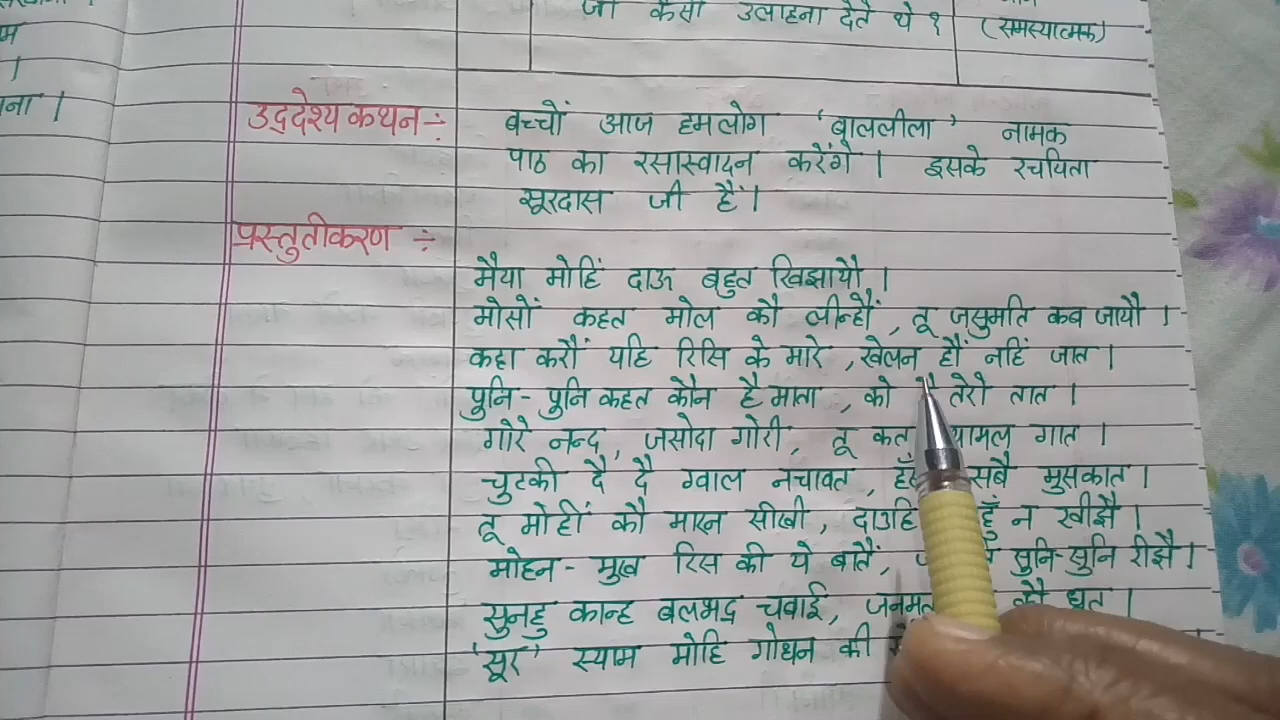 म
।
ाना ।
जी कैसी उलाहना देते थे ?
(समस्यात्मक)
उद्देश्य कथन ÷
बच्चों आज हमलोग 'बाललीला' नामक
पाठ का रसास्वादन करेंगे । इसके रचयिता
सूरदास जी हैं।
प्रस्तुतीकरण ÷
मैया मोहिं दाऊ बहुत खिझायौ ।
मोसों कहत मोल कौ लीन्हौं , तू जसुमति कब जायौ ।
कहा करौं यहि रिसि के मारे , खेलन हौं नहिं जात ।
पुनि - पुनि कहत कौन है माता , को है तेरो तात ।
गोरे नन्द, जसोदा गोरी, तू कत यामल गात ।
चुटकी दै दै ग्वाल नचावत , सबै मुसकात ।
तू मोहीं कौ मारन सीखी , दाउहि हुँ न खीझै ।
मोहन - मुख रिस की ये बातैं, सुनि-सुनि रीझै ।
सुनहु कान्ह बलभद्र चवाई, जनमत धूत ।
'सूर' स्याम मोहि गोधन की